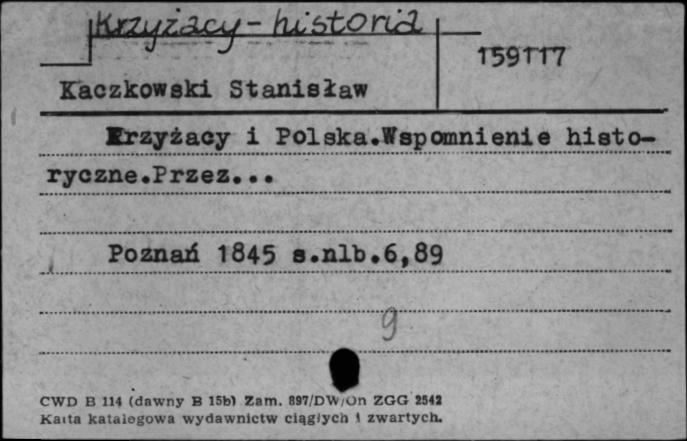 Krzyżacy - historia
159117
Kaczkowski Stanisław
Krzyżacy i Polska.Wspomnienie histo-
ryczne.Przez...
Poznań 1845 s.nlb.6,89
9
CWD B 114 (dawny B 15b) Zam. 897/DW/On ZGG 2542
Karta katalogowa wydawnictw ciągłych i zwartych.